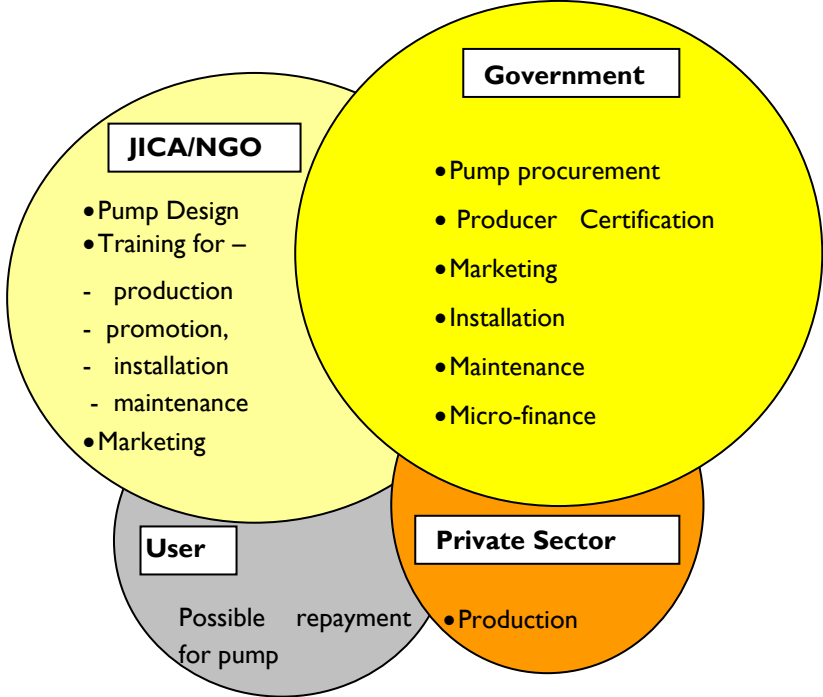 JICA/NGO
•Pump Design
•Training for –
- production
- promotion,
- installation
- maintenance
•Marketing
Government
•Pump procurement
• Producer Certification
•Marketing
•Installation
•Maintenance
•Micro-finance
User
Possible repayment
for pump
Private Sector
•Production